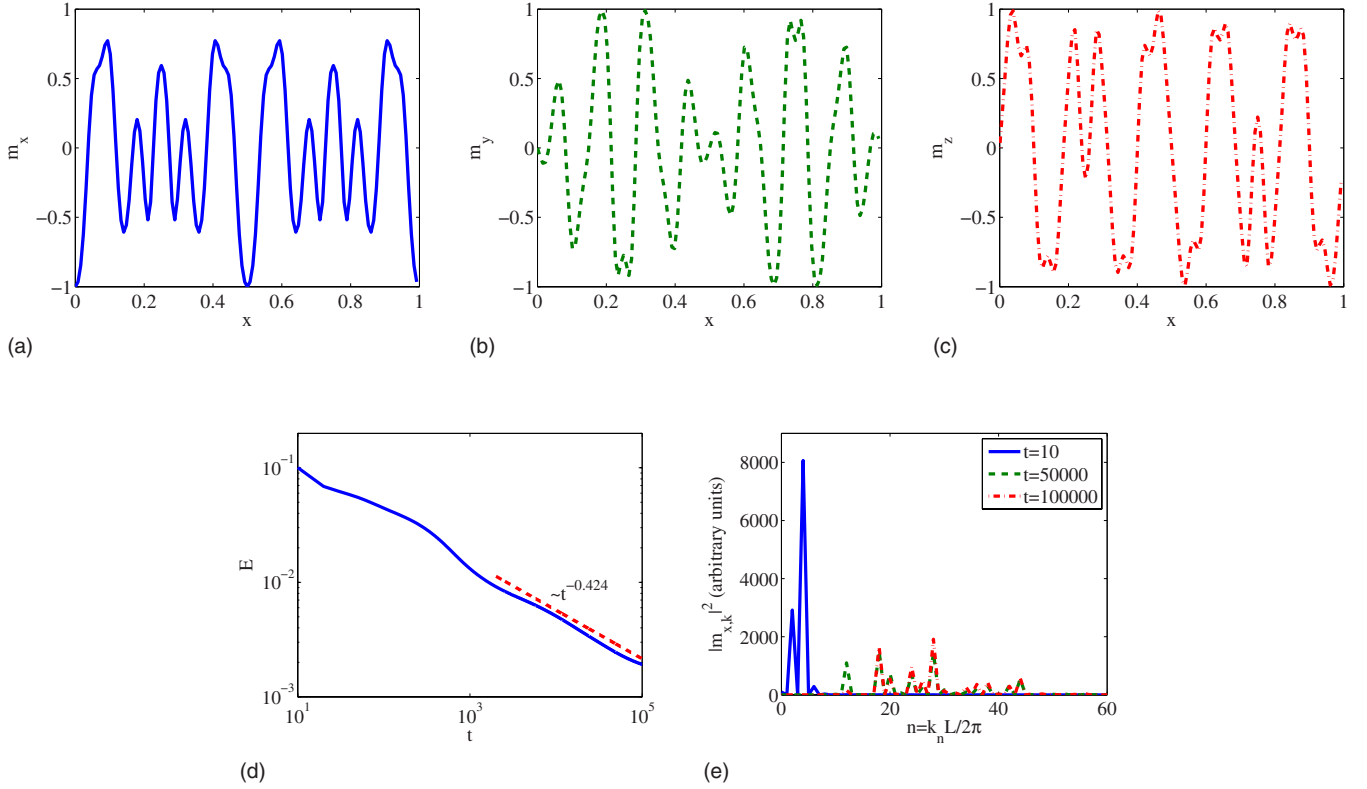 1
0.5
0
−0.5
−1
0
0.2
0.4
0.6
0.8
1
m_x
x
(a)
1
0.5
0
−0.5
−1
0
0.2
0.4
0.6
0.8
1
m_y
x
(b)
1
0.5
0
−0.5
−1
0
0.2
0.4
0.6
0.8
1
m_z
x
(c)
10^−1
10^−2
10^−3
10^1
10^3
10^5
E
t
~t^−0.424
(d)
8000
6000
4000
2000
0
0
20
40
60
|m_x,k|^2 (arbitrary units)
n=k_nL/2π
t=10
t=50000
t=100000
(e)